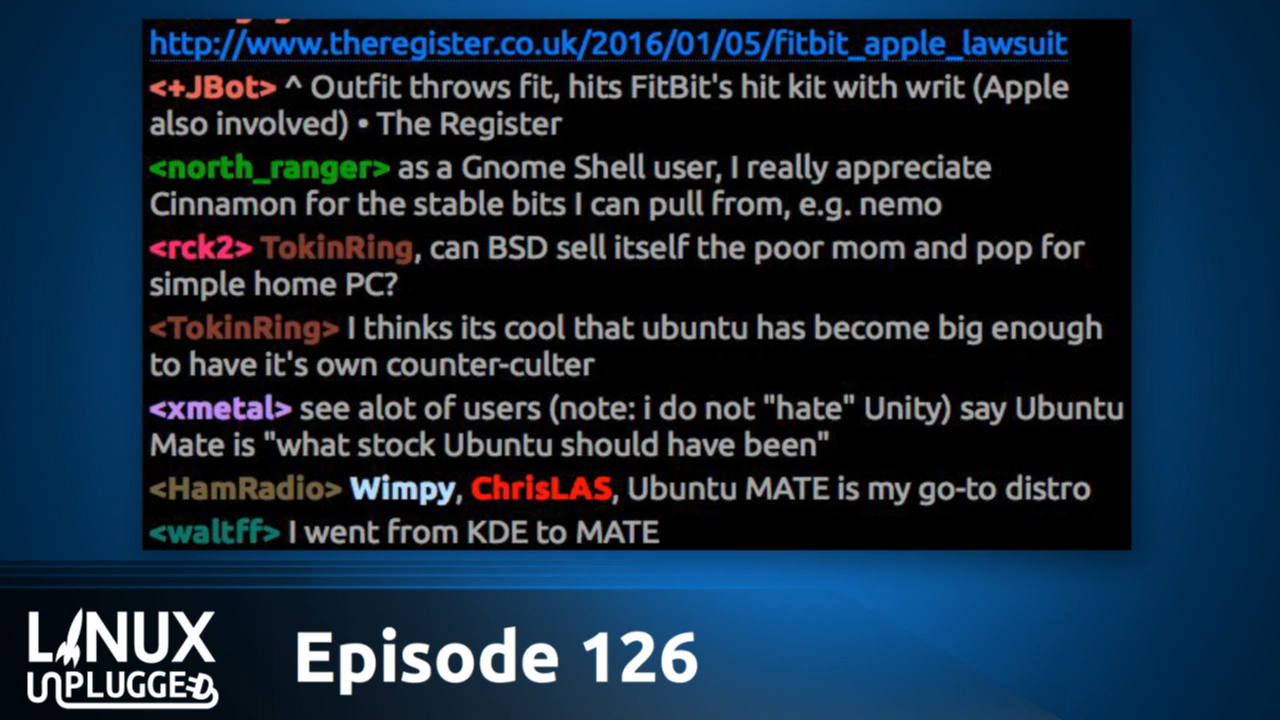 http://www.theregister.co.uk/2016/01/05/fitbit_apple_lawsuit
<+JBot> ^ Outfit throws fit, hits FitBit's hit kit with writ (Apple
also involved) • The Register
<north_ranger> as a Gnome Shell user, I really appreciate
Cinnamon for the stable bits I can pull from, e.g. nemo
<rck2> TokinRing, can BSD sell itself the poor mom and pop for
simple home PC?
<TokinRing> I thinks its cool that ubuntu has become big enough
to have it's own counter-culter
<xmetal> see alot of users (note: i do not "hate" Unity) say Ubuntu
Mate is "what stock Ubuntu should have been"
<HamRadio> Wimpy, ChrisLAS, Ubuntu MATE is my go-to distro
<waltff> I went from KDE to MATE
LINUX
UNPLUGGED
Episode 126